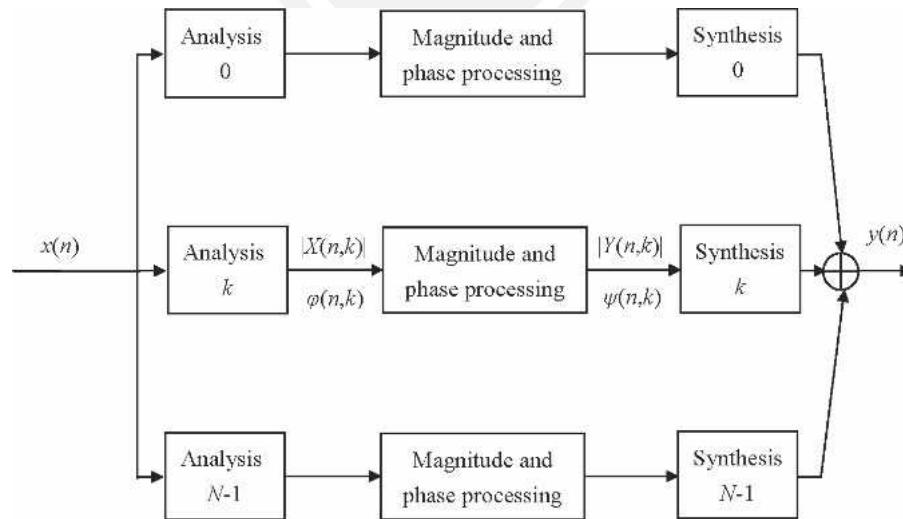 Analysis
0
Magnitude and
phase processing
Synthesis
0
x(n)
Analysis
k
|X(n,k)|
φ(n,k)
Magnitude and
phase processing
|Y(n,k)|
ψ(n,k)
Synthesis
k
y(n)
Analysis
N-1
Magnitude and
phase processing
Synthesis
N-1